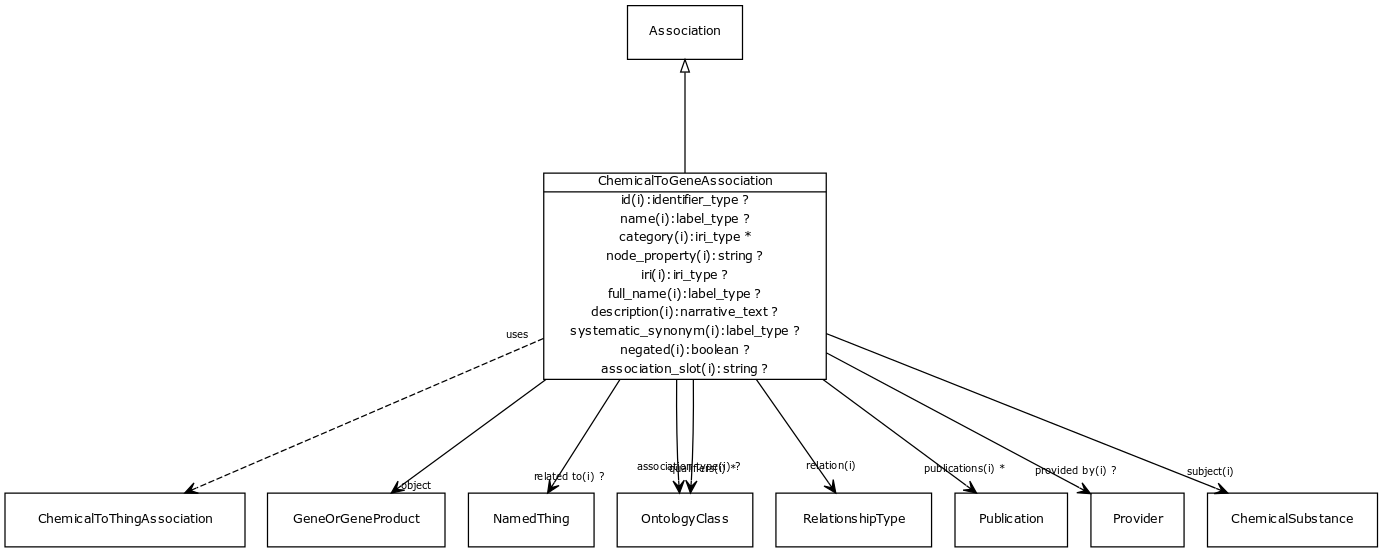 Association
ChemicalToGeneAssociation
id(i):identifier_type ?
name(i):label_type ?
category(i):iri_type *
node_property(i):string ?
iri(i):iri_type ?
full_name(i):label_type ?
description(i):narrative_text ?
systematic_synonym(i):label_type ?
negated(i):boolean ?
association_slot(i):string ?
uses
object
related to(i) ?
association type(i) ?
qualifiers(i) *
relation(i)
publications(i) *
provided by(i) ?
subject(i)
ChemicalToThingAssociation
GeneOrGeneProduct
NamedThing
OntologyClass
RelationshipType
Publication
Provider
ChemicalSubstance